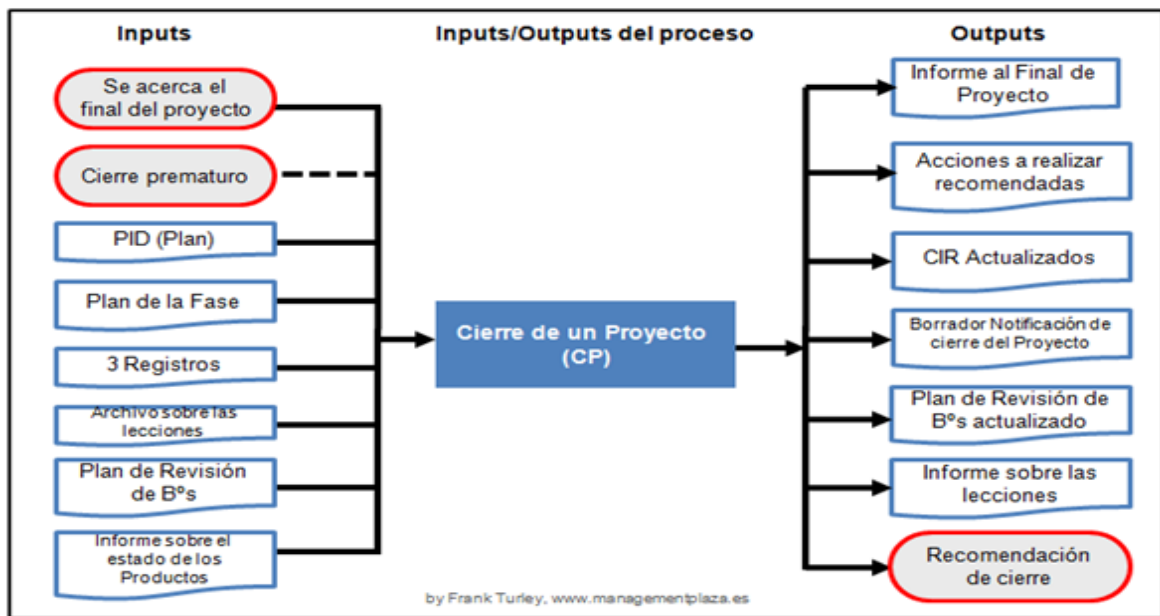 Inputs
Inputs/Outputs del proceso
Outputs
Se acerca el
final del proyecto
Cierre prematuro
PID (Plan)
Plan de la Fase
3 Registros
Archivo sobre las
lecciones
Plan de Revisión
de Bºs
Informe sobre el
estado de los
Productos
Cierre de un Proyecto
(CP)
Informe al Final de
Proyecto
Acciones a realizar
recomendadas
CIR Actualizados
Borrador Notificación de
cierre del Proyecto
Plan de Revisión de
Bºs actualizado
Informe sobre las
lecciones
Recomendación
de cierre
by Frank Turley, www.managementplaza.es